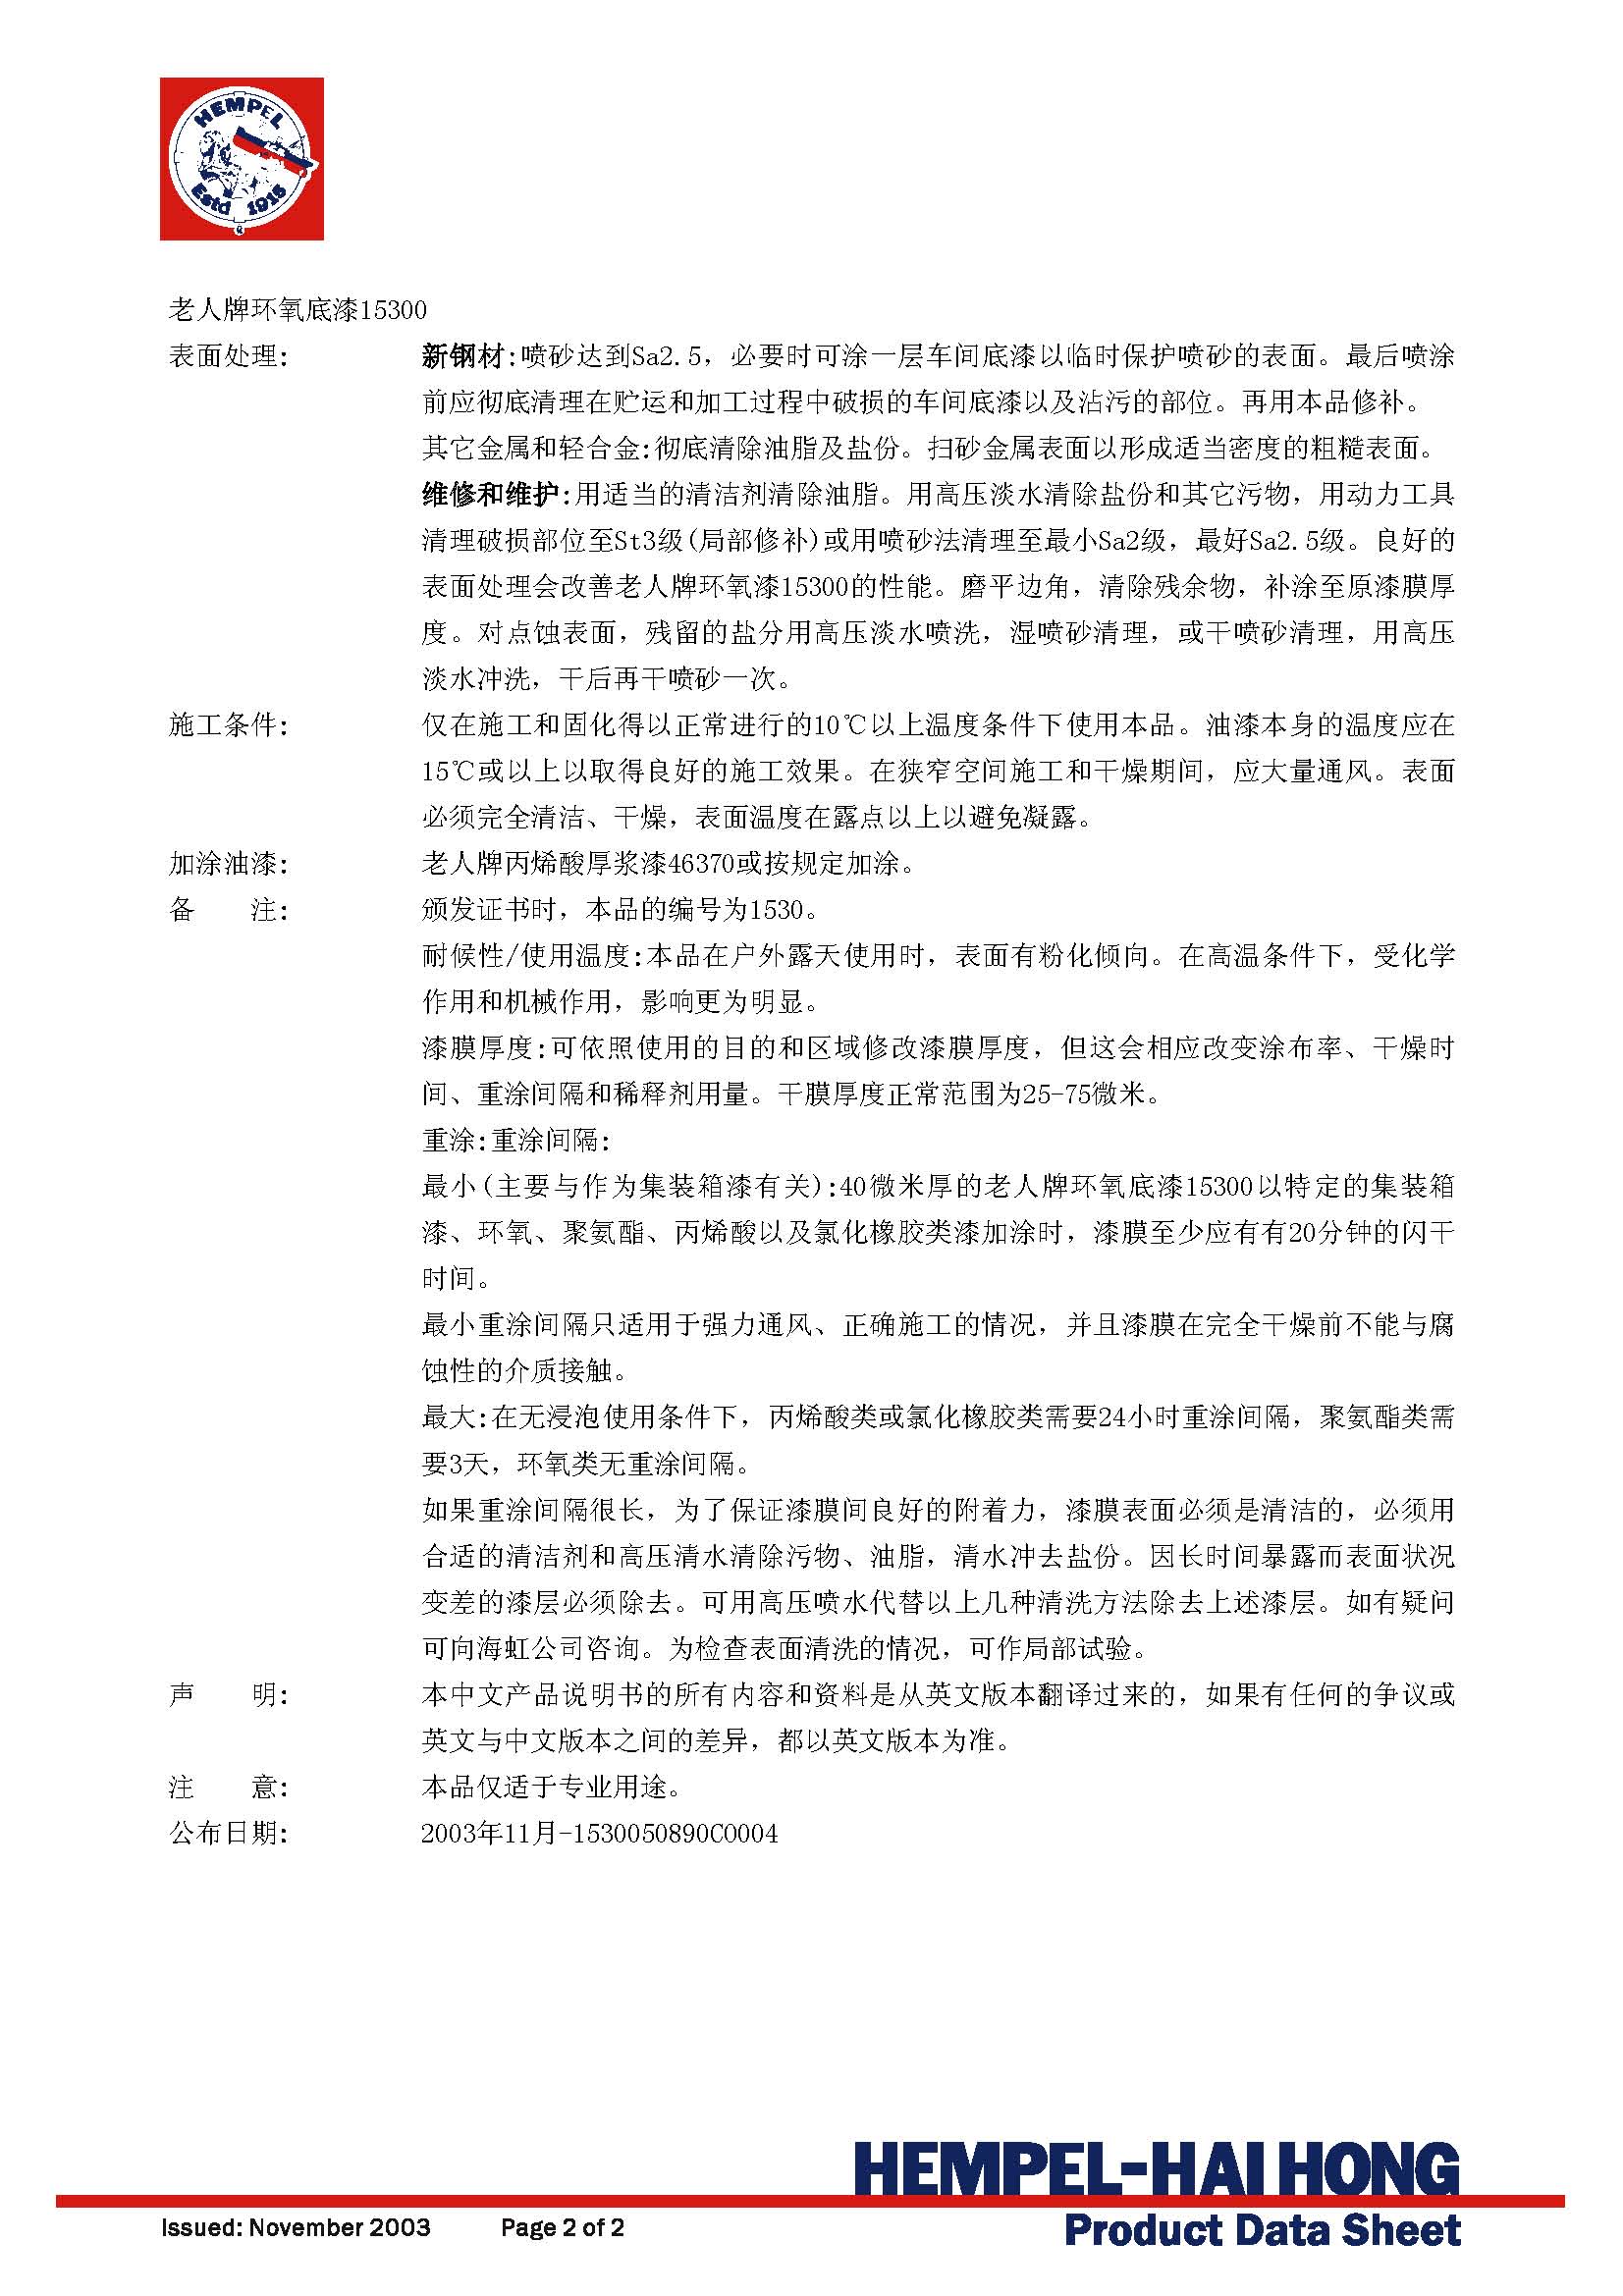 HEMPEL
Estd 1915
老人牌环氧底漆15300
表面处理: 新钢材:喷砂达到Sa2.5，必要时可涂一层车间底漆以临时保护喷砂的表面。最后喷涂
前应彻底清理在贮运和加工过程中破损的车间底漆以及沾污的部位。再用本品修补。
其它金属和轻合金:彻底清除油脂及盐份。扫砂金属表面以形成适当密度的粗糙表面。
维修和维护:用适当的清洁剂清除油脂。用高压淡水清除盐份和其它污物，用动力工具
清理破损部位至St3级(局部修补)或用喷砂法清理至最小Sa2级，最好Sa2.5级。良好的
表面处理会改善老人牌环氧漆15300的性能。磨平边角，清除残余物，补涂至原漆膜厚
度。对点蚀表面，残留的盐分用高压淡水喷洗，湿喷砂清理，或干喷砂清理，用高压
淡水冲洗，干后再干喷砂一次。
施工条件: 仅在施工和固化得以正常进行的10℃以上温度条件下使用本品。油漆本身的温度应在
15℃或以上以取得良好的施工效果。在狭窄空间施工和干燥期间，应大量通风。表面
必须完全清洁、干燥，表面温度在露点以上以避免凝露。
加涂油漆: 老人牌丙烯酸厚浆漆46370或按规定加涂。
备 注: 颁发证书时，本品的编号为1530。
耐候性/使用温度:本品在户外露天使用时，表面有粉化倾向。在高温条件下，受化学
作用和机械作用，影响更为明显。
漆膜厚度:可依照使用的目的和区域修改漆膜厚度，但这会相应改变涂布率、干燥时
间、重涂间隔和稀释剂用量。干膜厚度正常范围为25-75微米。
重涂:重涂间隔:
最小(主要与作为集装箱漆有关):40微米厚的老人牌环氧底漆15300以特定的集装箱
漆、环氧、聚氨酯、丙烯酸以及氯化橡胶类漆加涂时，漆膜至少应有有20分钟的闪干
时间。
最小重涂间隔只适用于强力通风、正确施工的情况，并且漆膜在完全干燥前不能与腐
蚀性的介质接触。
最大:在无浸泡使用条件下，丙烯酸类或氯化橡胶类需要24小时重涂间隔，聚氨酯类需
要3天，环氧类无重涂间隔。
如果重涂间隔很长，为了保证漆膜间良好的附着力，漆膜表面必须是清洁的，必须用
合适的清洁剂和高压清水清除污物、油脂，清水冲去盐份。因长时间暴露而表面状况
变差的漆层必须除去。可用高压喷水代替以上几种清洗方法除去上述漆层。如有疑问
可向海虹公司咨询。为检查表面清洗的情况，可作局部试验。
声 明: 本中文产品说明书的所有内容和资料是从英文版本翻译过来的，如果有任何的争议或
英文与中文版本之间的差异，都以英文版本为准。
注 意: 本品仅适于专业用途。
公布日期: 2003年11月-1530050890C0004
HEMPEL-HAI HONG
Issued: November 2003 Page 2 of 2 Product Data Sheet